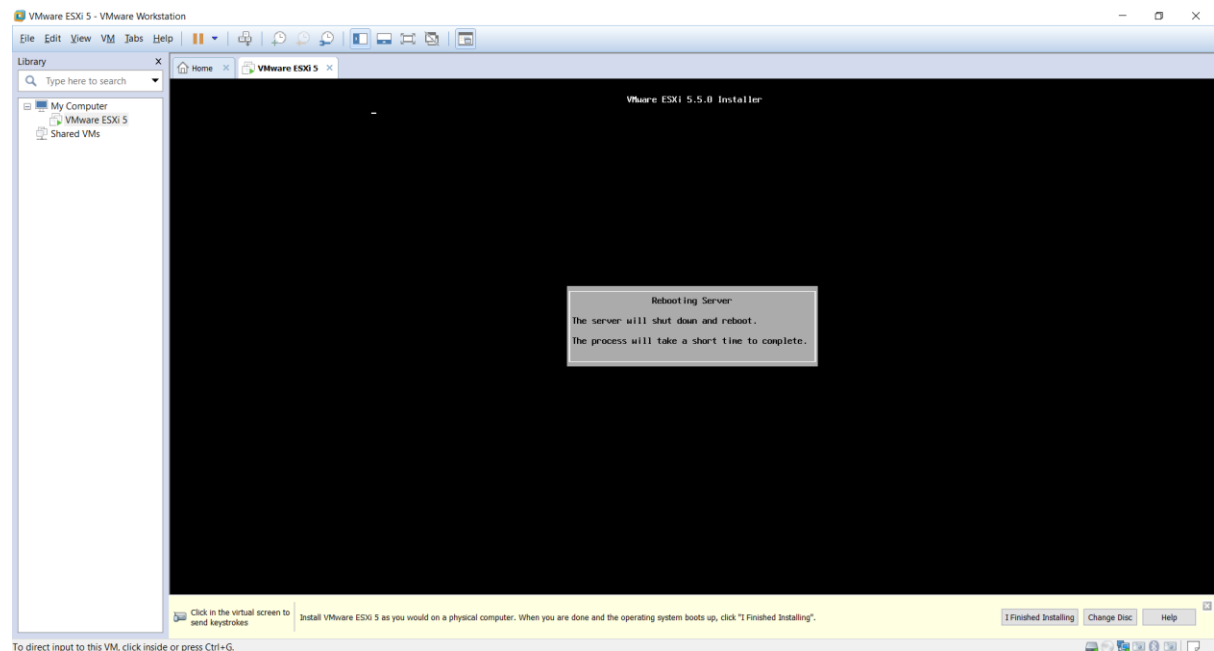 VMware ESXi 5 - VMware Workstation
File Edit View VM Tabs Help
Library
Home
VMware ESXi 5
Type here to search
My Computer
VMware ESXi 5
Shared VMs
VMware ESXi 5.5.0 Installer
Rebooting Server
The server will shut down and reboot.
The process will take a short time to complete.
Click in the virtual screen to
send keystrokes
Install VMware ESXi 5 as you would on a physical computer. When you are done and the operating system boots up, click "I Finished Installing".
I Finished Installing
Change Disc
Help
To direct input to this VM, click inside or press Ctrl+G.